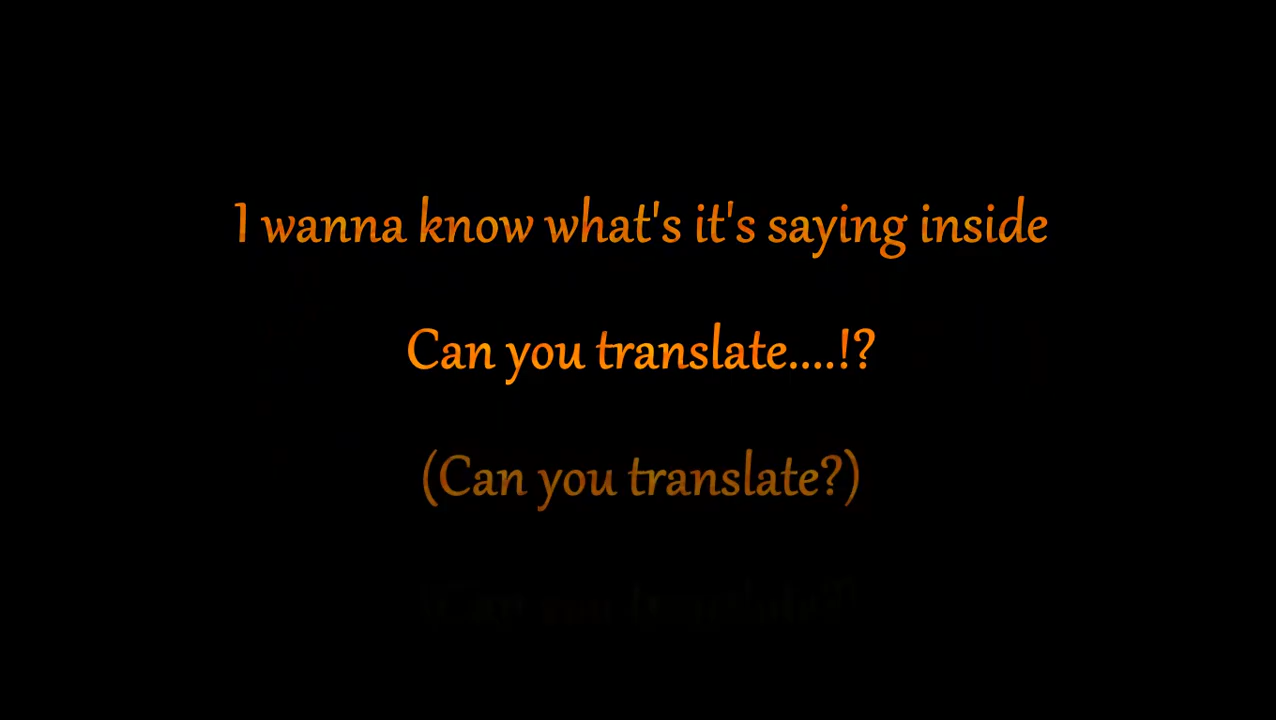 I wanna know what's it's saying inside
Can you translate....!?
(Can you translate?)